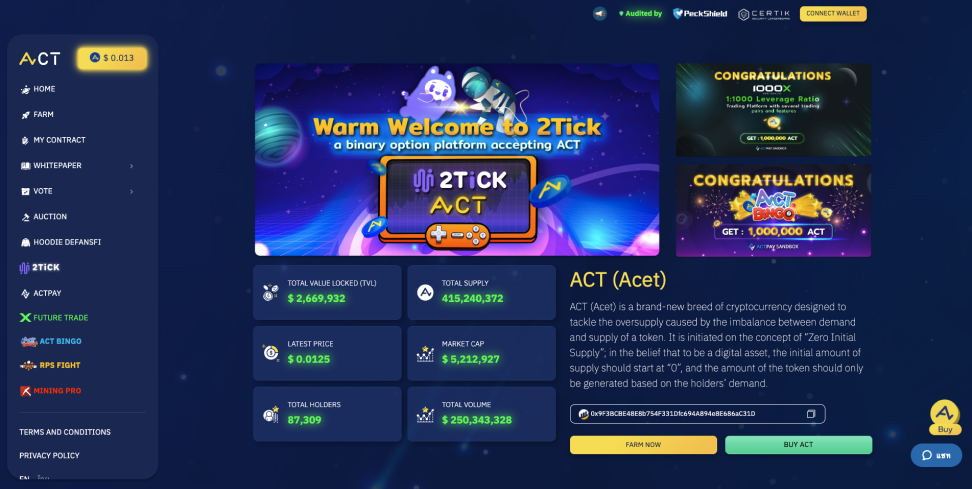 Audited by
PeckShield
CERTIK
CONNECT WALLET
ACT
$ 0.013
HOME
FARM
MY CONTRACT
WHITEPAPER
VOTE
AUCTION
HOODIE DEFANSFI
2TiCK
ACTPAY
FUTURE TRADE
ACT BINGO
RPS FIGHT
MINING PRO
TERMS AND CONDITIONS
PRIVACY POLICY
EN
ไทย
Warm Welcome to 2Tick
a binary option platform accepting ACT
2TiCK
ACT
CONGRATULATIONS
1000X
1:1000 Leverage Ratio
Trading Platform with several trading
pairs and features
GET : 1,000,000 ACT
ACTPAY SANDBOX
CONGRATULATIONS
ACT
BINGO
GET : 1,000,000 ACT
ACTPAY SANDBOX
TOTAL VALUE LOCKED (TVL)
$ 2,669,932
TOTAL SUPPLY
415,240,372
LATEST PRICE
$ 0.0125
MARKET CAP
$ 5,212,927
TOTAL HOLDERS
87,309
TOTAL VOLUME
$ 250,343,328
ACT (Acet)
ACT (Acet) is a brand-new breed of cryptocurrency designed to
tackle the oversupply caused by the imbalance between demand
and supply of a token. It is initiated on the concept of “Zero Initial
Supply”; in the belief that to be a digital asset, the initial amount of
supply should start at “0”, and the amount of the token should only
be generated based on the holders’ demand.
0x9F3BCBE48E8b754F331Dfc694A894e8E686aC31D
FARM NOW
BUY ACT
Buy
แชท